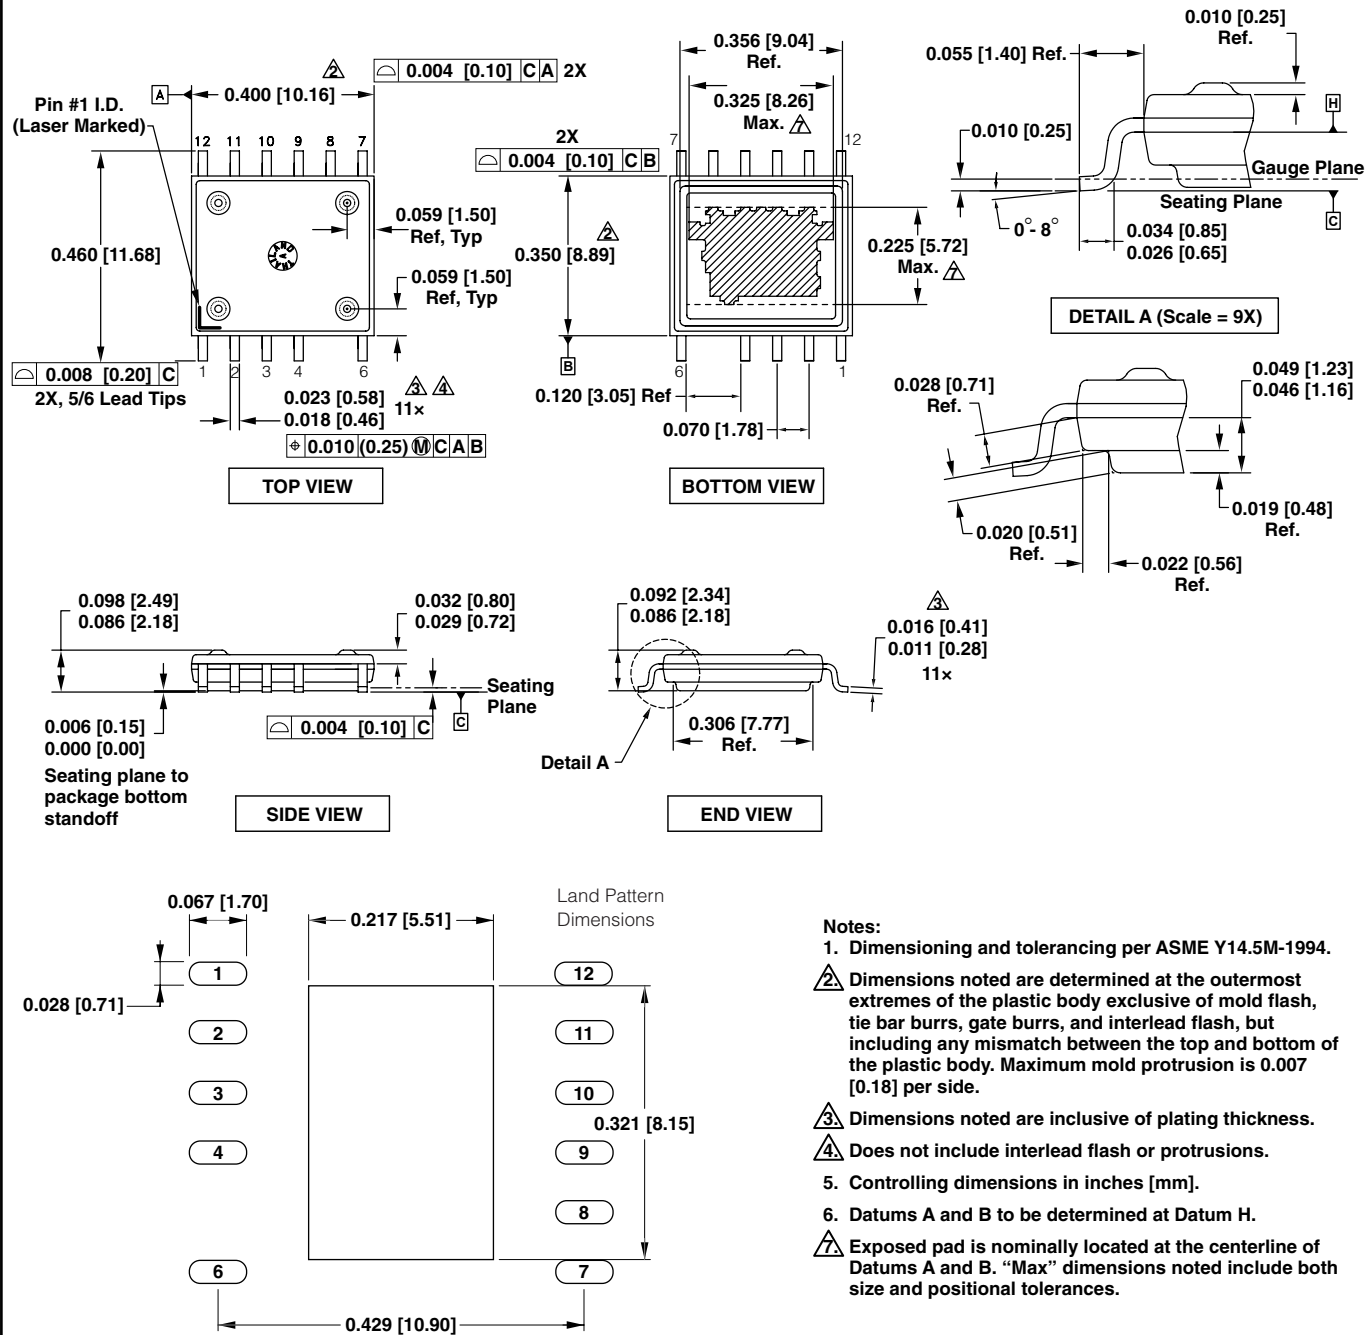 2
⌓ 0.004 [0.10] C A 2X
A
0.400 [10.16]
Pin #1 I.D.
(Laser Marked)
12 11 10 9 8 7
0.460 [11.68]
0.059 [1.50]
Ref, Typ
0.059 [1.50]
Ref, Typ
1 2 3 4 6
⌓ 0.008 [0.20] C
2X, 5/6 Lead Tips
0.023 [0.58]
0.018 [0.46]
3 4
11×
⌖ 0.010 (0.25) Ⓜ C A B
TOP VIEW
0.356 [9.04]
Ref.
0.325 [8.26]
Max. 7
2X
⌓ 0.004 [0.10] C B
7 12
2
0.350 [8.89]
0.225 [5.72]
Max. 7
B
6 1
0.120 [3.05] Ref
0.070 [1.78]
BOTTOM VIEW
0.010 [0.25]
Ref.
0.055 [1.40] Ref.
H
0.010 [0.25]
Gauge Plane
Seating Plane
C
0°- 8°
0.034 [0.85]
0.026 [0.65]
DETAIL A (Scale = 9X)
0.049 [1.23]
0.046 [1.16]
0.028 [0.71]
Ref.
0.019 [0.48]
Ref.
0.020 [0.51]
Ref.
0.022 [0.56]
Ref.
0.098 [2.49]
0.086 [2.18]
0.032 [0.80]
0.029 [0.72]
Seating
Plane
C
⌓ 0.004 [0.10] C
0.006 [0.15]
0.000 [0.00]
Seating plane to
package bottom
standoff
SIDE VIEW
0.092 [2.34]
0.086 [2.18]
3
0.016 [0.41]
0.011 [0.28]
11×
0.306 [7.77]
Ref.
Detail A
END VIEW
Land Pattern
Dimensions
0.067 [1.70]
0.217 [5.51]
0.028 [0.71]
1 12
2 11
3 10
0.321 [8.15]
4 9
8
6 7
0.429 [10.90]
Notes:
1. Dimensioning and tolerancing per ASME Y14.5M-1994.
2. Dimensions noted are determined at the outermost
extremes of the plastic body exclusive of mold flash,
tie bar burrs, gate burrs, and interlead flash, but
including any mismatch between the top and bottom of
the plastic body. Maximum mold protrusion is 0.007
[0.18] per side.
3. Dimensions noted are inclusive of plating thickness.
4. Does not include interlead flash or protrusions.
5. Controlling dimensions in inches [mm].
6. Datums A and B to be determined at Datum H.
7. Exposed pad is nominally located at the centerline of
Datums A and B. “Max” dimensions noted include both
size and positional tolerances.